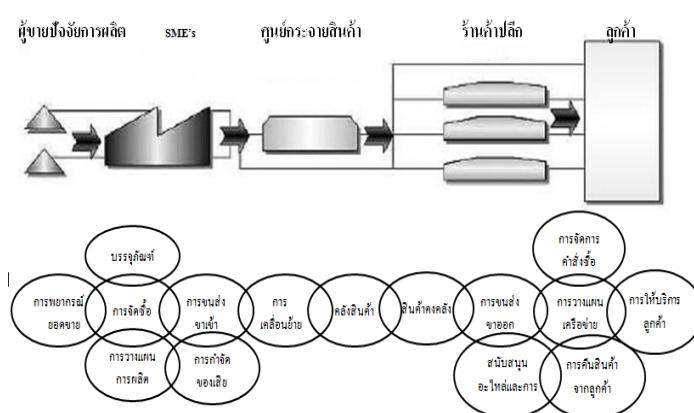 ผู้ขายปัจจัยการผลิต SME's ศูนย์กระจายสินค้า ร้านค้าปลีก ลูกค้า
การจัดการ
คำสั่งซื้อ
บรรจุภัณฑ์
การพยากรณ์
ยอดขาย
การจัดซื้อ
การขนส่ง
ขาเข้า
การ
เคลื่อนย้าย
คลังสินค้า
สินค้าคงคลัง
การขนส่ง
ขาออก
การวางแผน
เครือข่าย
การให้บริการ
ลูกค้า
การวางแผน
การผลิต
การกำจัด
ของเสีย
สนับสนุน
อะไหล่และการ
การคืนสินค้า
จากลูกค้า